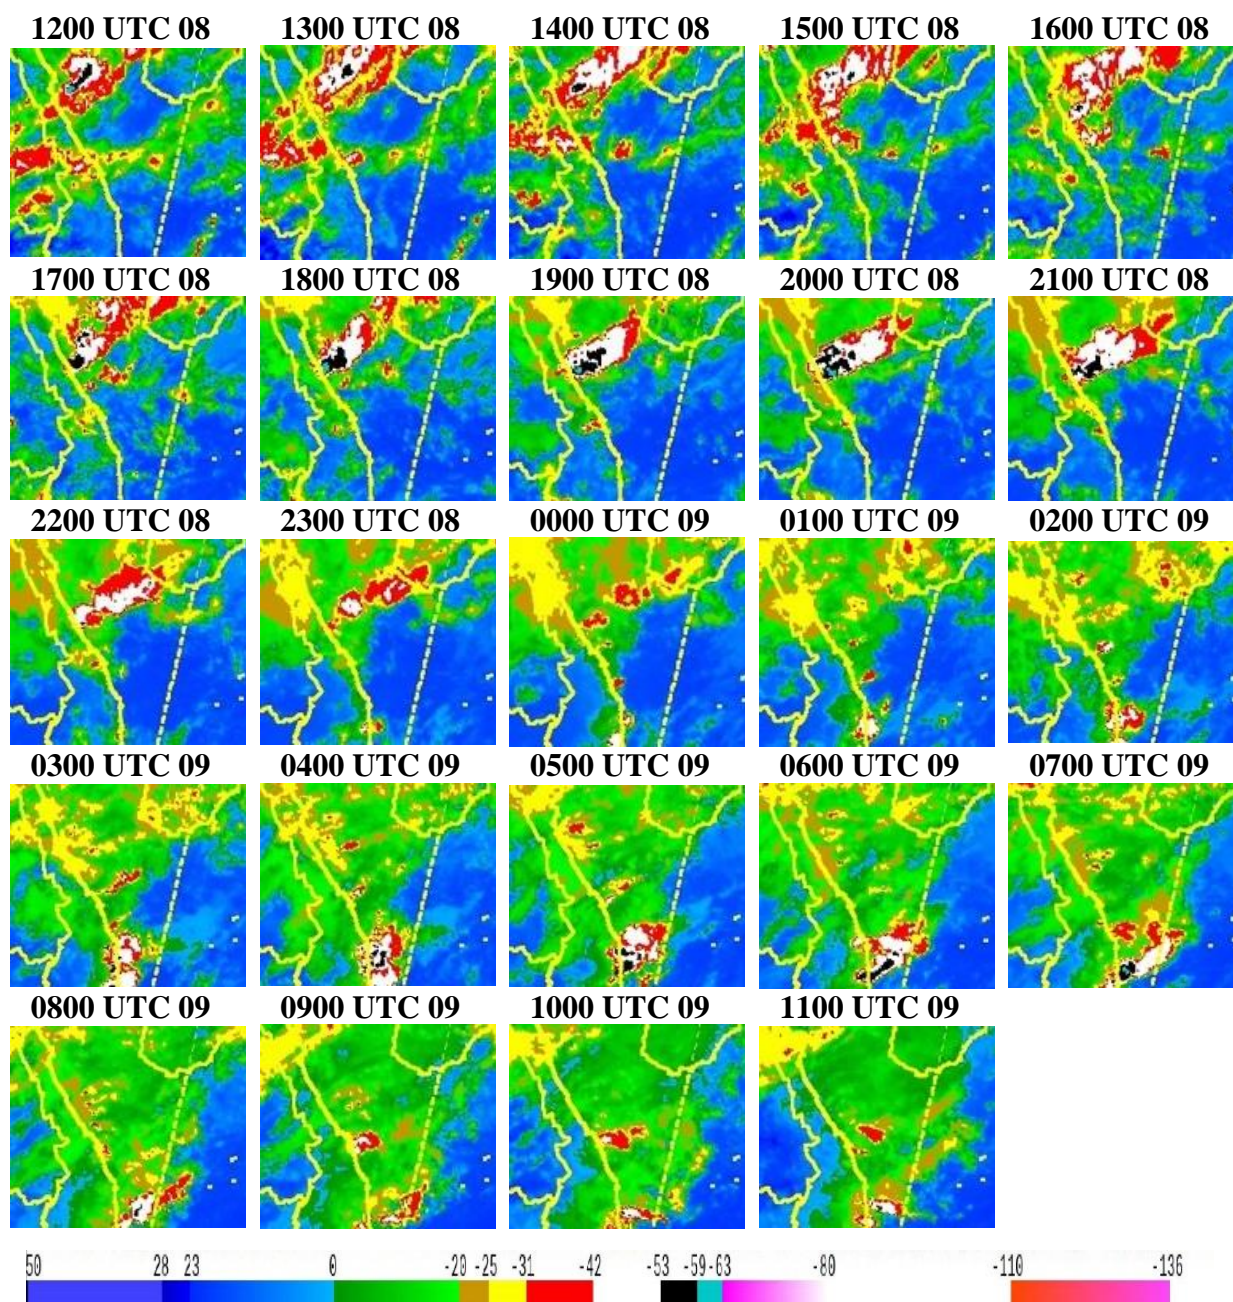 1200 UTC 08 1300 UTC 08 1400 UTC 08 1500 UTC 08 1600 UTC 08
1700 UTC 08 1800 UTC 08 1900 UTC 08 2000 UTC 08 2100 UTC 08
2200 UTC 08 2300 UTC 08 0000 UTC 09 0100 UTC 09 0200 UTC 09
0300 UTC 09 0400 UTC 09 0500 UTC 09 0600 UTC 09 0700 UTC 09
0800 UTC 09 0900 UTC 09 1000 UTC 09 1100 UTC 09
50 28 23 0 -20 -25 -31 -42 -53 -59 -63 -80 -110 -136